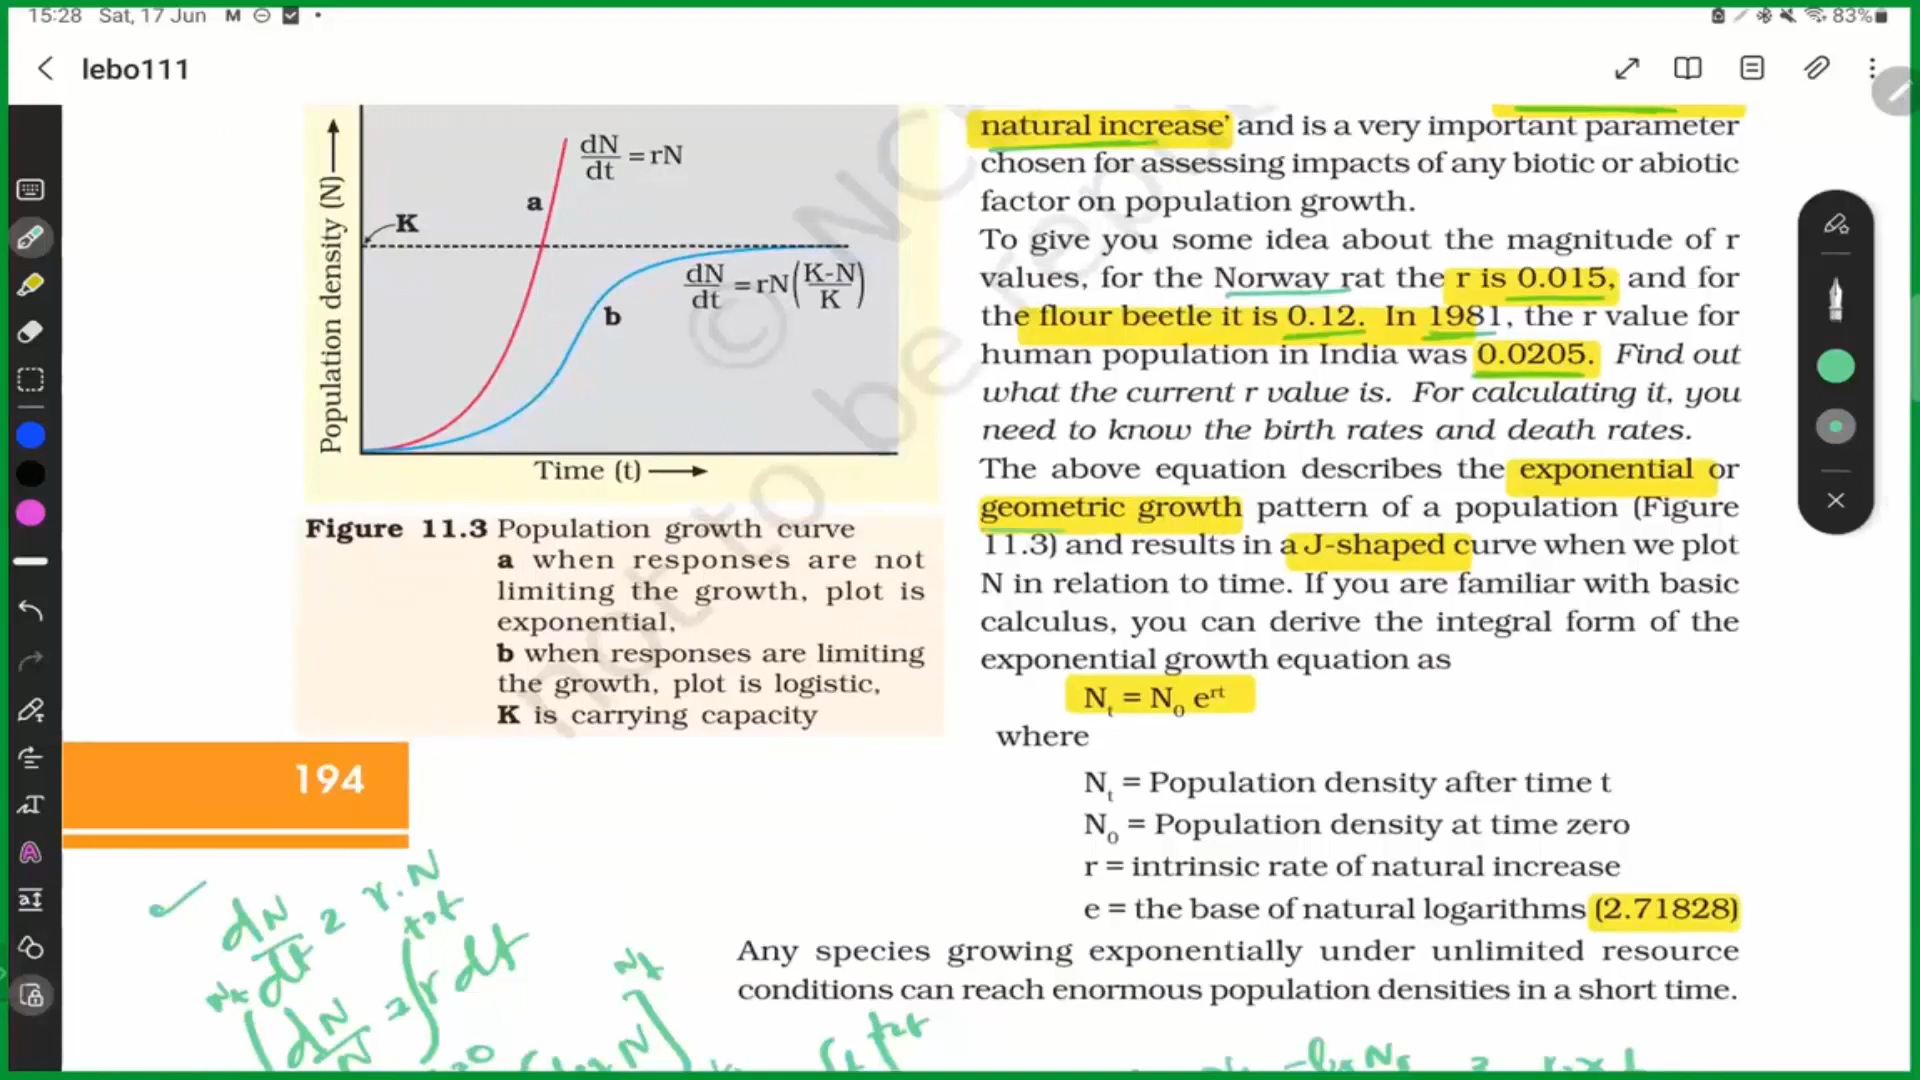 15:28 Sat, 17 Jun M
83%
lebo111
natural increase' and is a very important parameter
chosen for assessing impacts of any biotic or abiotic
factor on population growth.
To give you some idea about the magnitude of r
values, for the Norway rat the r is 0.015, and for
the flour beetle it is 0.12. In 1981, the r value for
human population in India was 0.0205. Find out
what the current r value is. For calculating it, you
need to know the birth rates and death rates.
The above equation describes the exponential or
geometric growth pattern of a population (Figure
11.3) and results in a J-shaped curve when we plot
N in relation to time. If you are familiar with basic
calculus, you can derive the integral form of the
exponential growth equation as
Nt = N0 e^rt
where
Nt = Population density after time t
N0 = Population density at time zero
r = intrinsic rate of natural increase
e = the base of natural logarithms (2.71828)
Any species growing exponentially under unlimited resource
conditions can reach enormous population densities in a short time.
Population density (N)
dN/dt = rN
a
K
dN/dt = rN(K-N/K)
b
Time (t)
Figure 11.3 Population growth curve
a when responses are not
limiting the growth, plot is
exponential,
b when responses are limiting
the growth, plot is logistic,
K is carrying capacity
194
not to be rep
dN/dt = r.N
dN/N = r dt